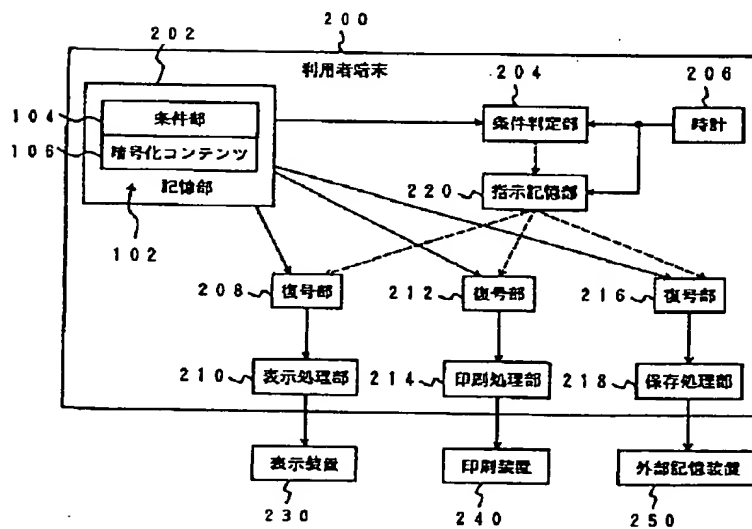 200
202
利用者端末
204
206
104
条件部
条件判定部
時計
106
暗号化コンテンツ
220
指示記憶部
記憶部
102
208
復号部
212
復号部
216
復号部
210
表示処理部
214
印刷処理部
218
保存処理部
表示装置
印刷装置
外部記憶装置
230
240
250